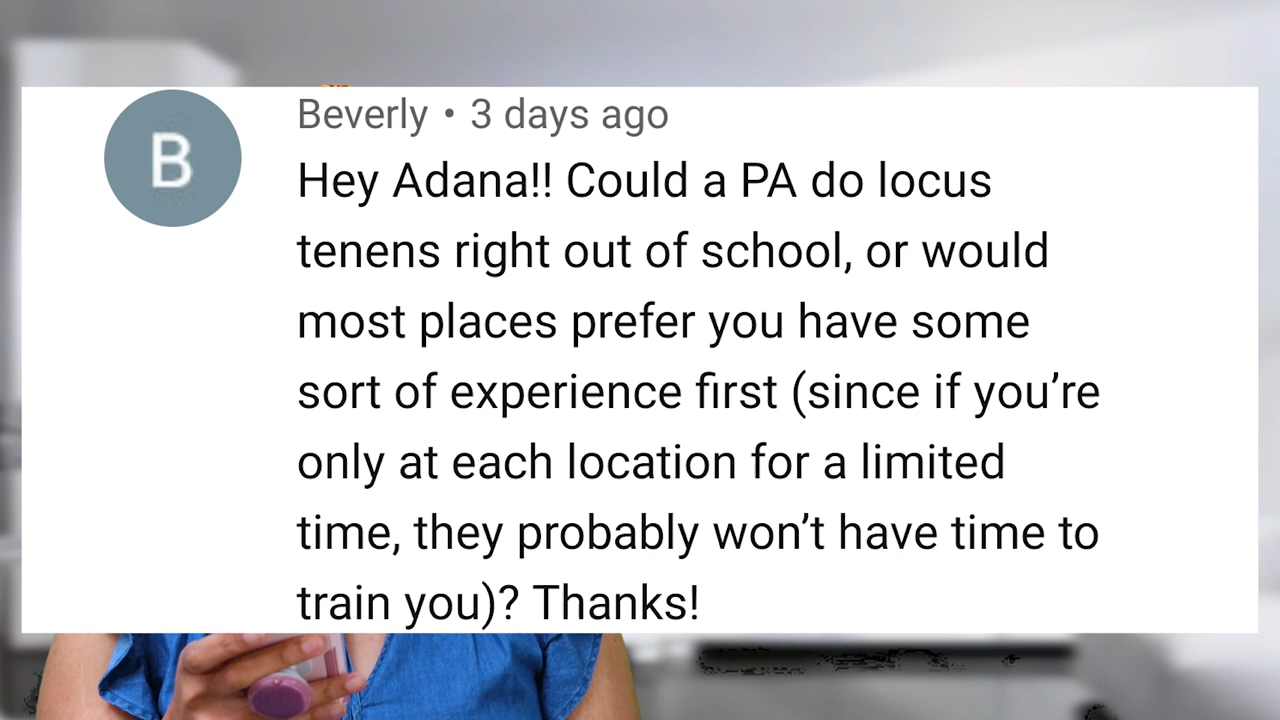 B
Beverly • 3 days ago
Hey Adana!! Could a PA do locus
tenens right out of school, or would
most places prefer you have some
sort of experience first (since if you’re
only at each location for a limited
time, they probably won’t have time to
train you)? Thanks!